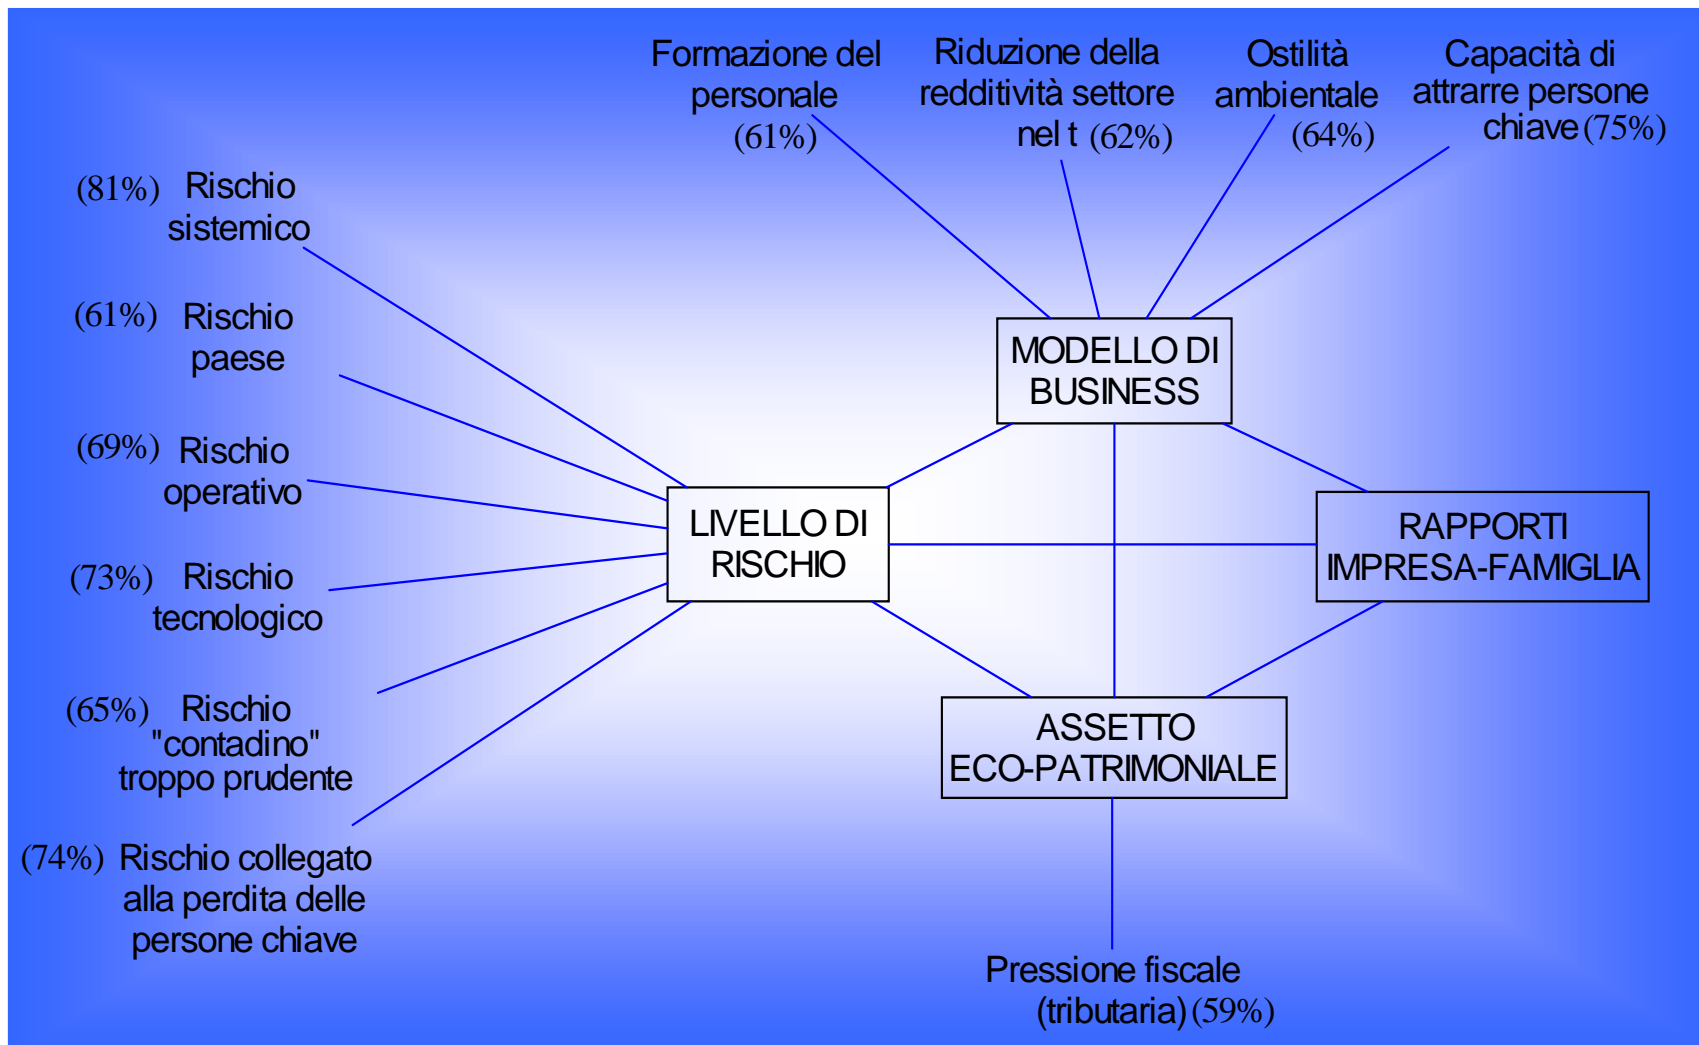 Formazione del
personale
(61%)
Riduzione della
redditività settore
nel t (62%)
Ostilità
ambientale
(64%)
Capacità di
attrarre persone
chiave (75%)
(81%) Rischio
sistemico
(61%) Rischio
paese
(69%) Rischio
operativo
(73%) Rischio
tecnologico
(65%) Rischio
"contadino"
troppo prudente
(74%) Rischio collegato
alla perdita delle
persone chiave
MODELLO DI
BUSINESS
LIVELLO DI
RISCHIO
RAPPORTI
IMPRESA-FAMIGLIA
ASSETTO
ECO-PATRIMONIALE
Pressione fiscale
(tributaria) (59%)